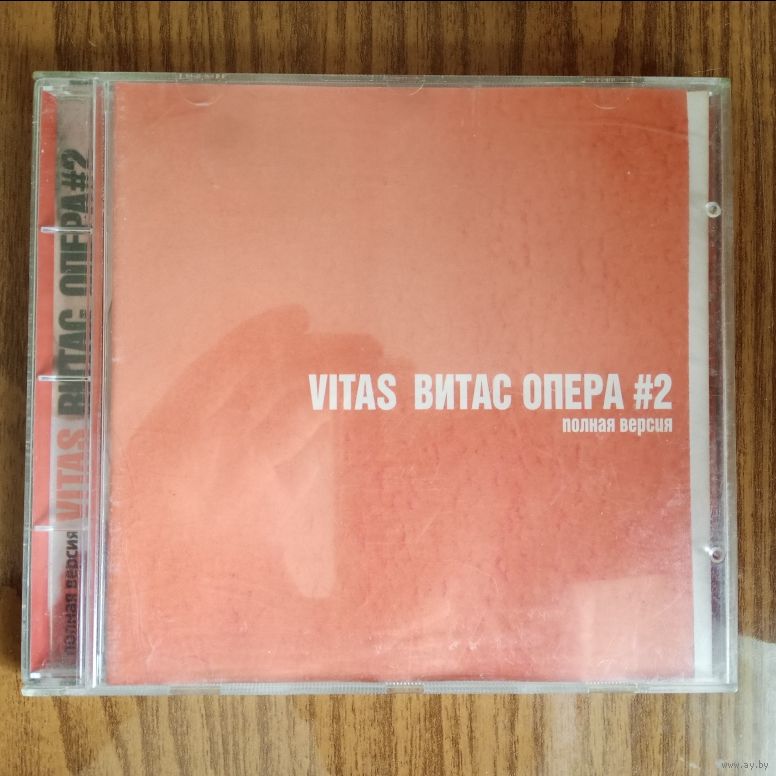 VITAS ВИТАС ОПЕРА #2
полная версия
полная версия VITAS ВИТАС ОПЕРА #2
www.ay.by